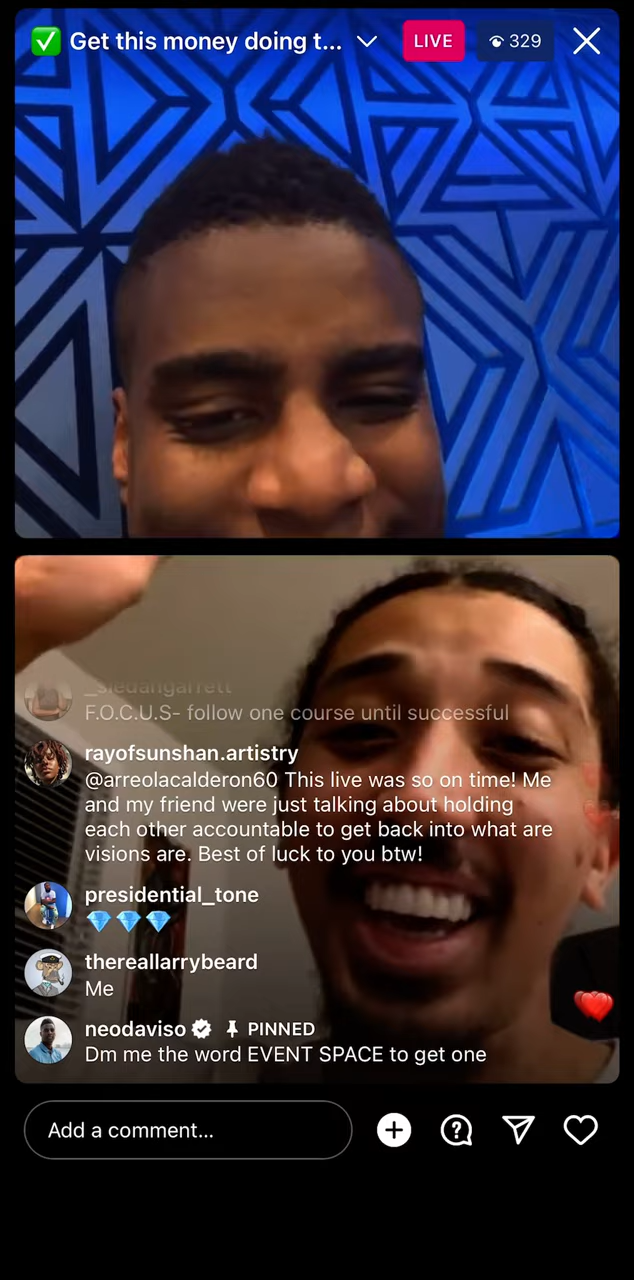 ✅ Get this money doing t...
LIVE
329
_siedangarrett
F.O.C.U.S- follow one course until successful
rayofsunshan.artistry
@arreolacalderon60 This live was so on time! Me
and my friend were just talking about holding
each other accountable to get back into what are
visions are. Best of luck to you btw!
presidential_tone
💎💎💎
thereallarrybeard
Me
neodaviso PINNED
Dm me the word EVENT SPACE to get one
Add a comment...